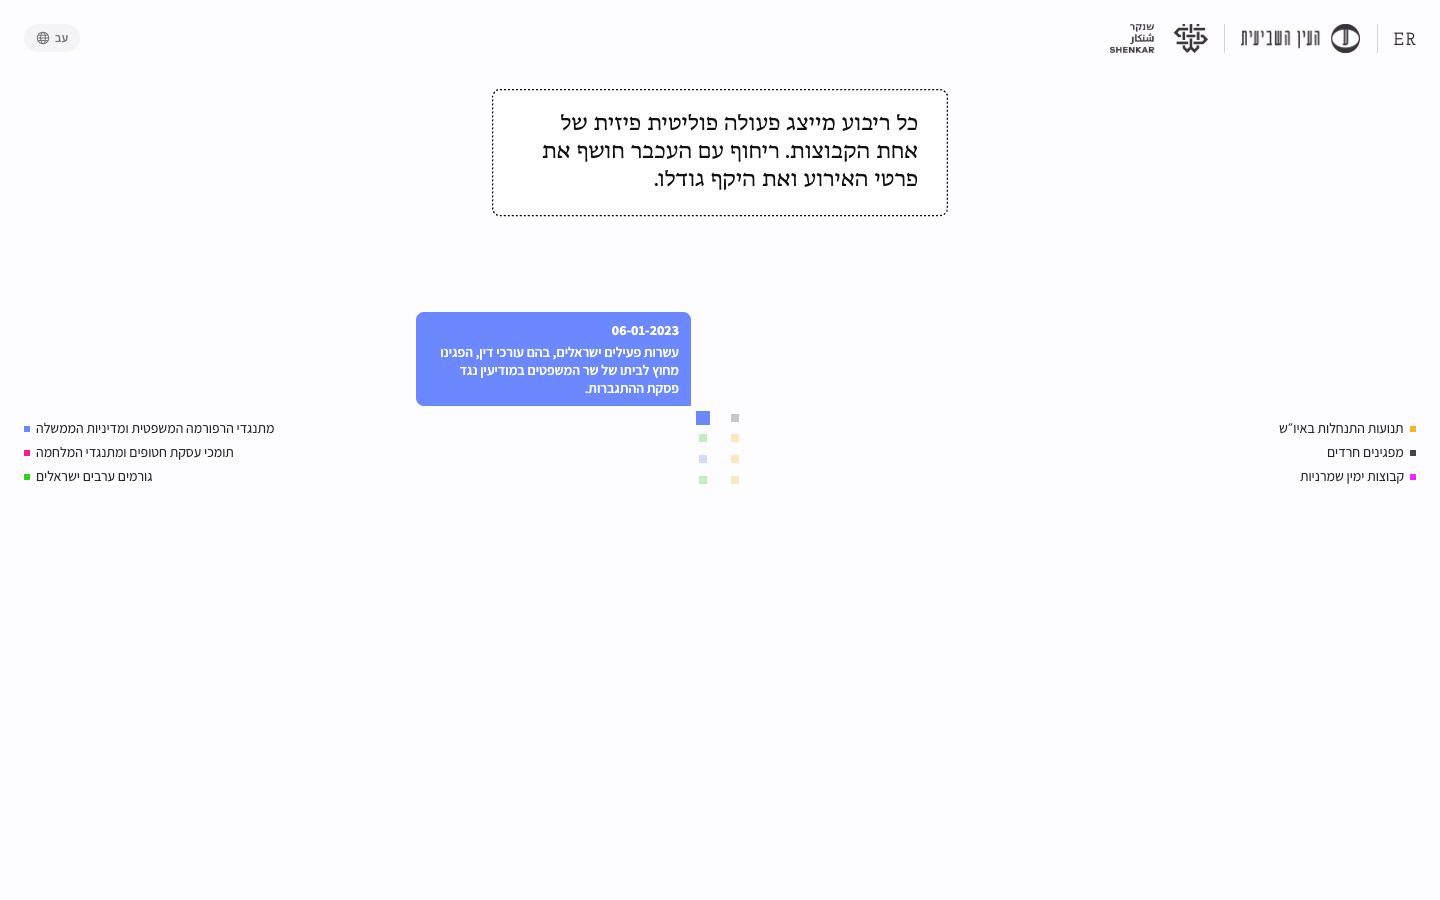 ER
העין השביעית
שנקר
شنكار
SHENKAR
עב
כל ריבוע מייצג פעולה פוליטית פיזית של
אחת הקבוצות. ריחוף עם העכבר חושף את
פרטי האירוע ואת היקף גודלו.
06-01-2023
עשרות פעילים ישראלים, בהם עורכי דין, הפגינו
מחוץ לביתו של שר המשפטים במודיעין נגד
פסקת ההתגברות.
תנועות התנחלות באיו״ש
מפגינים חרדים
קבוצות ימין שמרניות
מתנגדי הרפורמה המשפטית ומדיניות הממשלה
תומכי עסקת חטופים ומתנגדי המלחמה
גורמים ערבים ישראלים